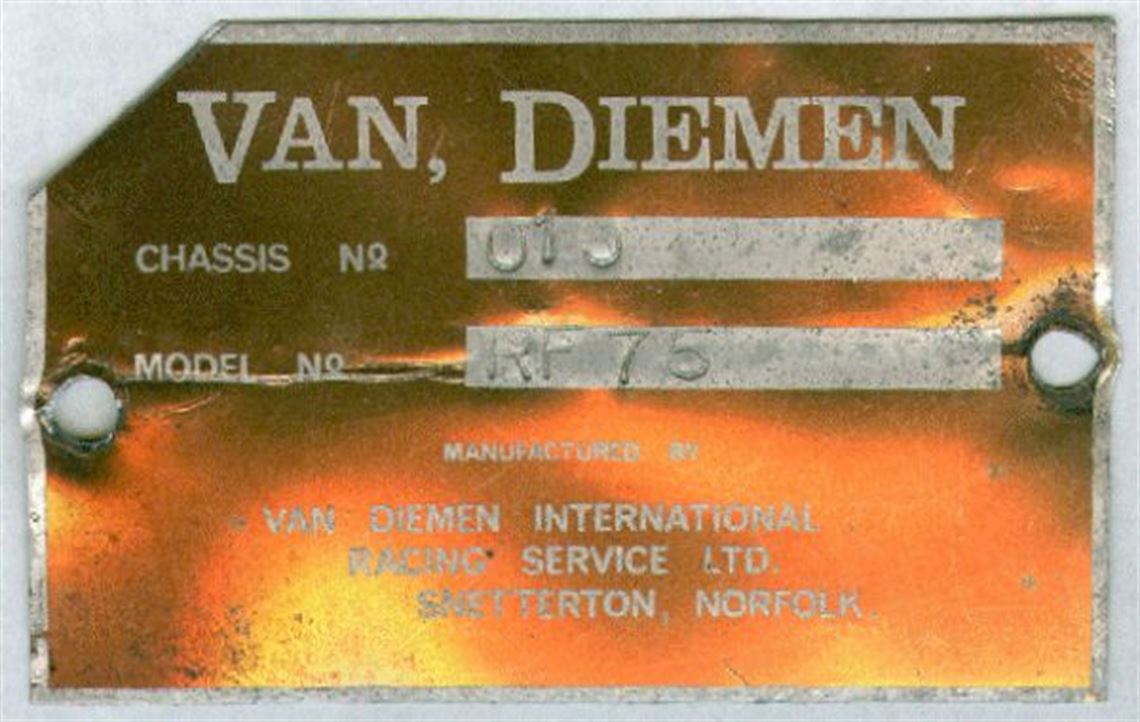 VAN, DIEMEN
CHASSIS Nº
MODEL Nº RF 75
MANUFACTURED BY
VAN DIEMEN INTERNATIONAL
RACING SERVICE LTD.
SNETTERTON, NORFOLK.